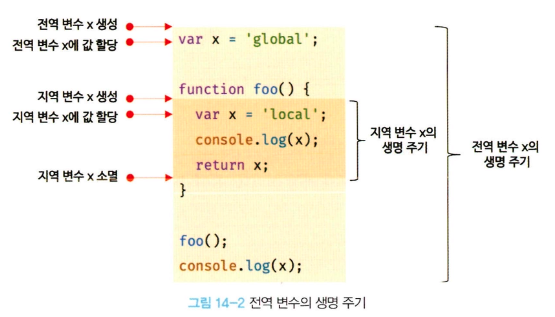 전역 변수 x 생성
전역 변수 x에 값 할당
var x = 'global';
function foo() {
지역 변수 x 생성
지역 변수 x에 값 할당
var x = 'local';
console.log(x);
return x;
지역 변수 x 소멸
}
foo();
console.log(x);
지역 변수 x의
생명 주기
전역 변수 x의
생명 주기
그림 14-2 전역 변수의 생명 주기